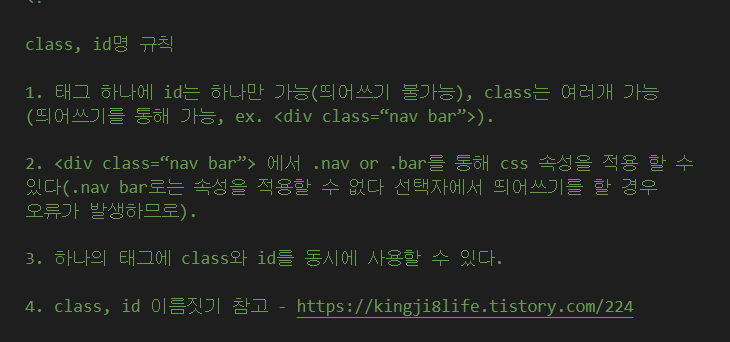 class, id명 규칙
1. 태그 하나에 id는 하나만 가능(띄어쓰기 불가능), class는 여러개 가능
(띄어쓰기를 통해 가능, ex. <div class=“nav bar”>).
2. <div class=“nav bar”> 에서 .nav or .bar를 통해 css 속성을 적용 할 수
있다(.nav bar로는 속성을 적용할 수 없다 선택자에서 띄어쓰기를 할 경우
오류가 발생하므로).
3. 하나의 태그에 class와 id를 동시에 사용할 수 있다.
4. class, id 이름짓기 참고 - https://kingji8life.tistory.com/224